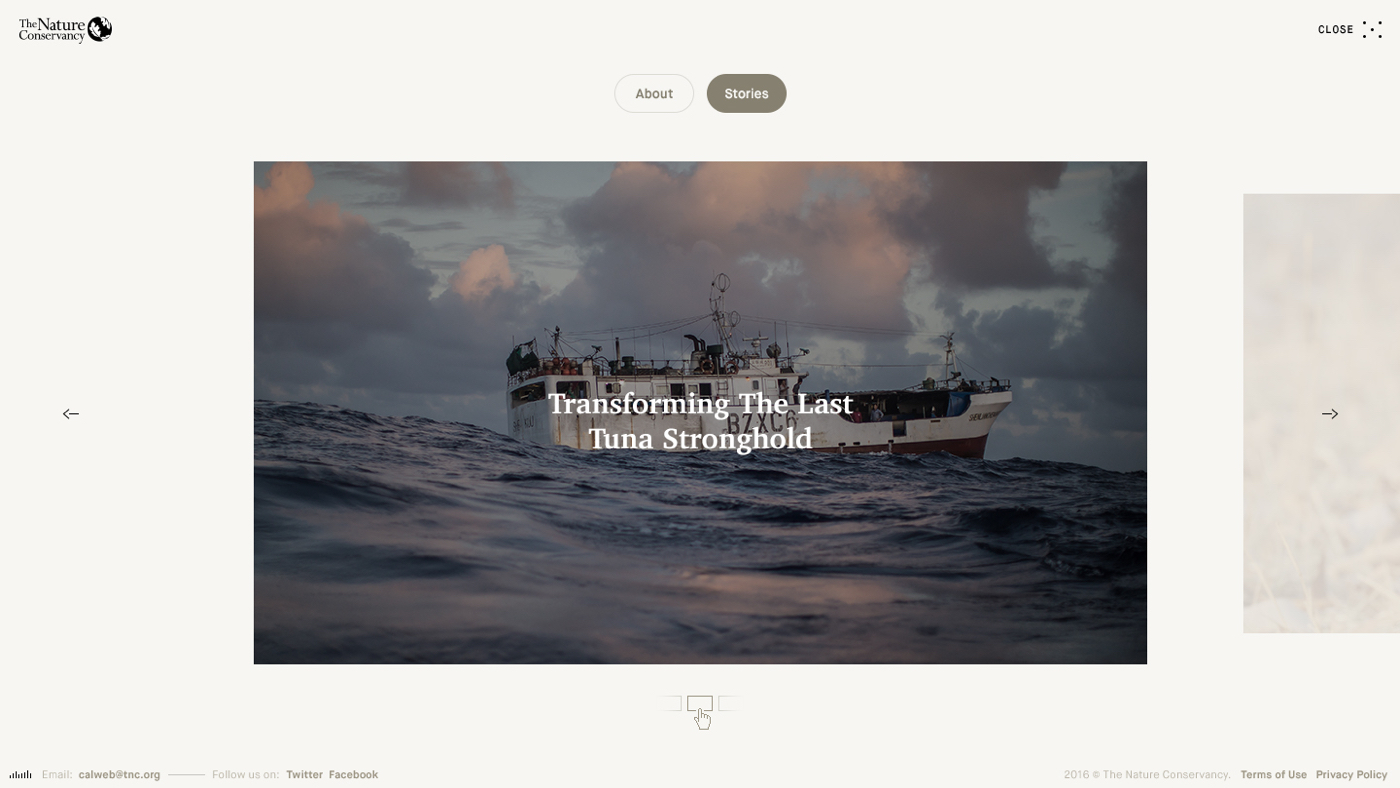 The Nature
Conservancy
CLOSE
About
Stories
BZXC6
Transforming The Last
Tuna Stronghold
Email: calweb@tnc.org
Follow us on: Twitter Facebook
2016 © The Nature Conservancy. Terms of Use Privacy Policy